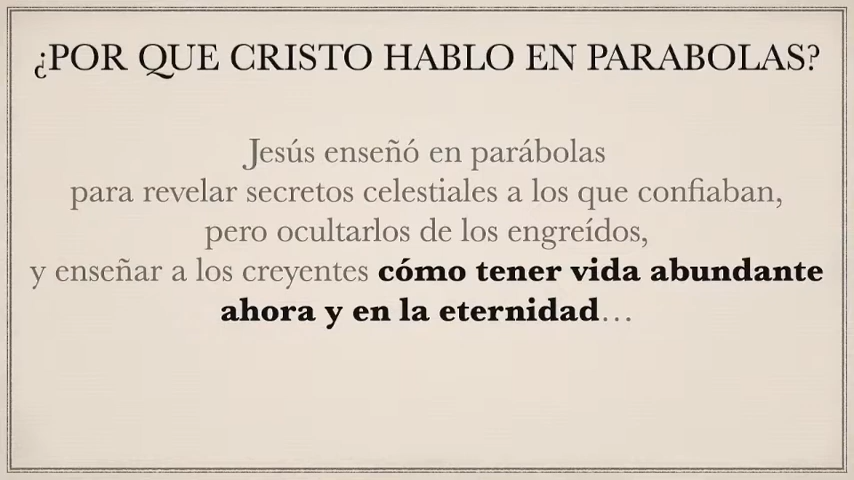 ¿POR QUE CRISTO HABLO EN PARABOLAS?
Jesús enseñó en parábolas
para revelar secretos celestiales a los que confiaban,
pero ocultarlos de los engreídos,
y enseñar a los creyentes cómo tener vida abundante
ahora y en la eternidad…